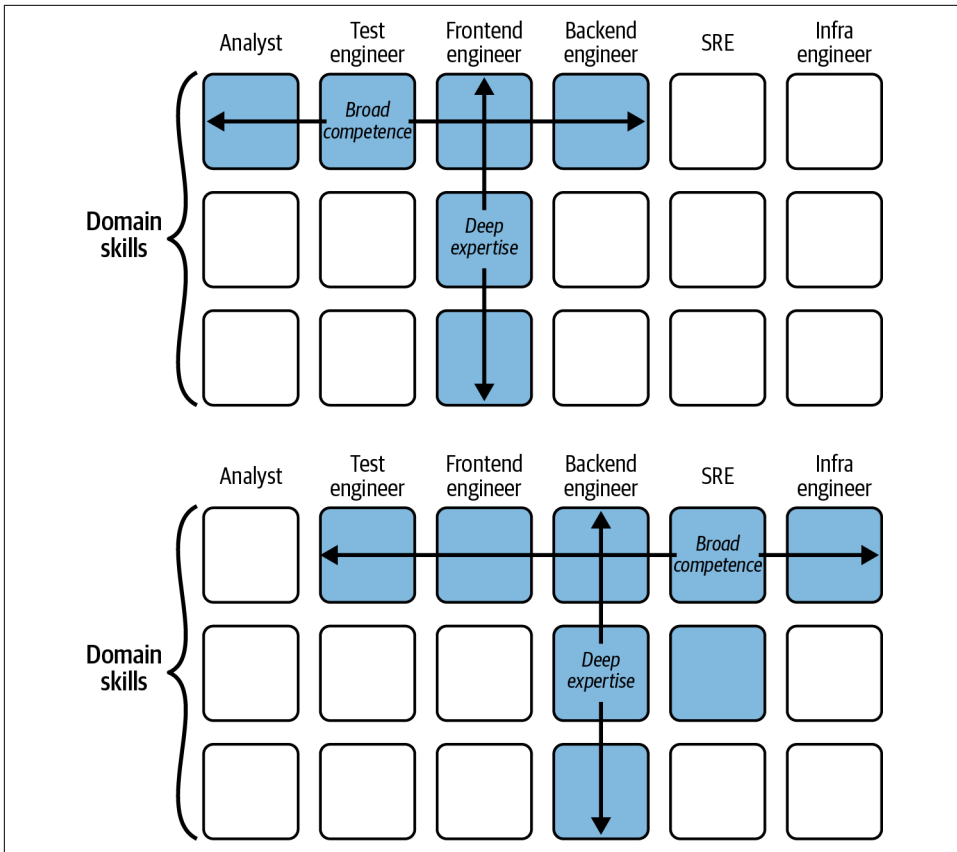 Analyst
Test
engineer
Frontend
engineer
Backend
engineer
SRE
Infra
engineer
Broad
competence
Domain
skills
Deep
expertise
Analyst
Test
engineer
Frontend
engineer
Backend
engineer
SRE
Infra
engineer
Broad
competence
Domain
skills
Deep
expertise